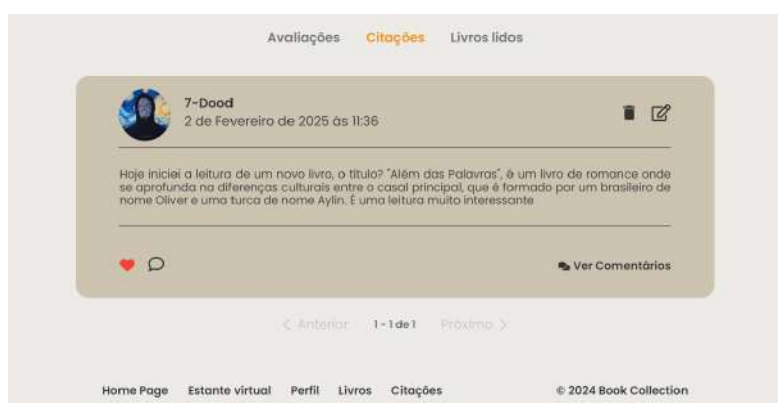 Avaliações Citações Livros lidos
7-Dood
2 de Fevereiro de 2025 às 11:36
Hoje iniciei a leitura de um novo livro, o título? "Além das Palavras", é um livro de romance onde
se aprofunda na diferenças culturais entre o casal principal, que é formado por um brasileiro de
nome Oliver e uma turca de nome Aylin. É uma leitura muito interessante
Ver Comentários
Anterior 1 - 1 de 1 Próximo
Home Page Estante virtual Perfil Livros Citações © 2024 Book Collection